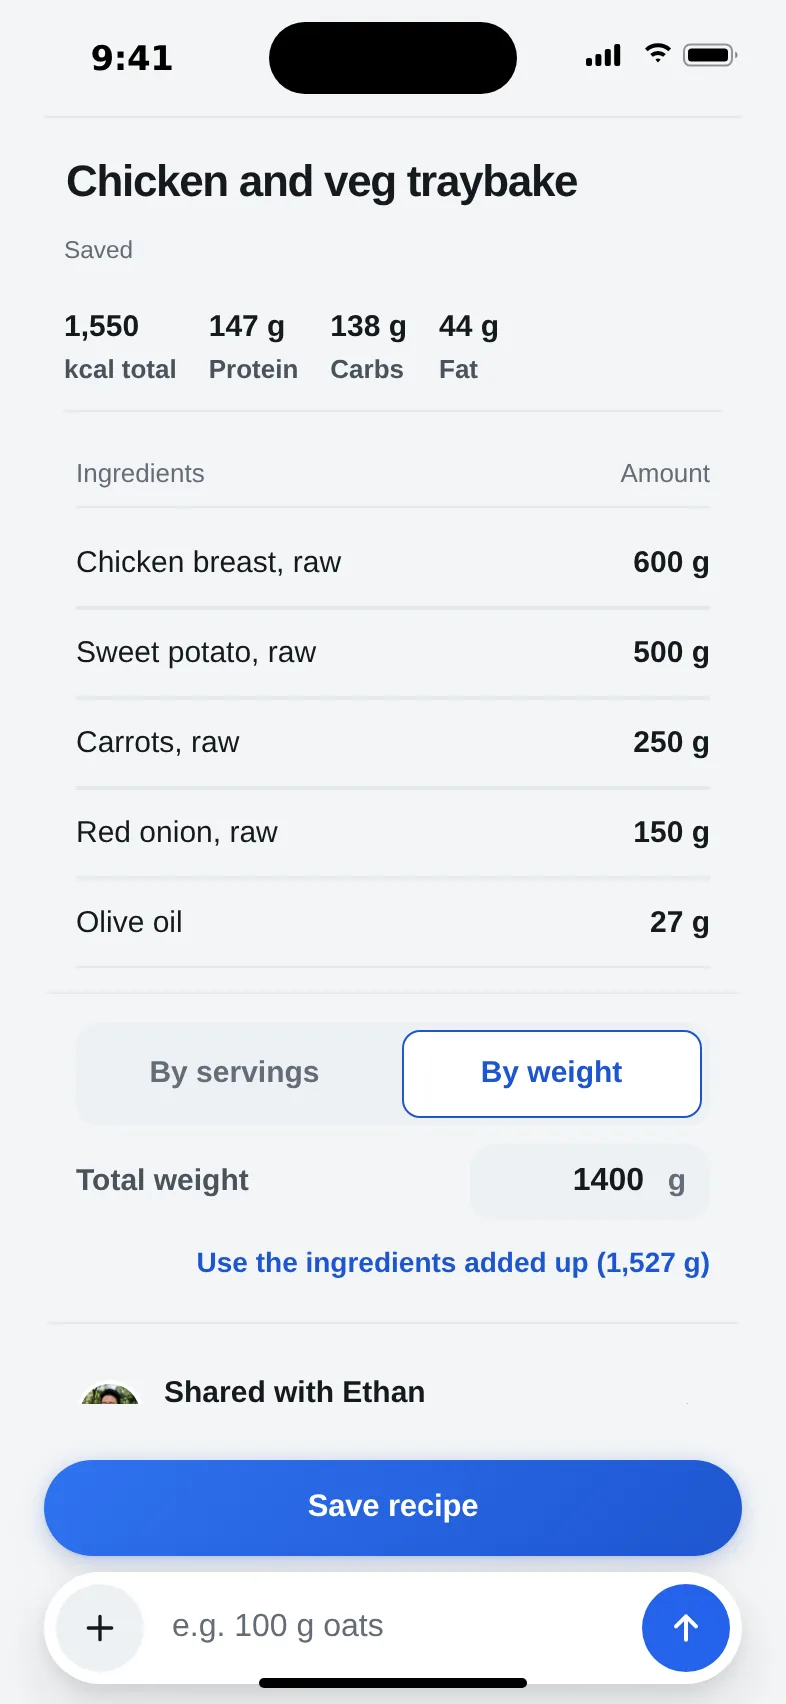 9:41
Chicken and veg traybake
Saved
1,550 147 g 138 g 44 g
kcal total Protein Carbs Fat
Ingredients Amount
Chicken breast, raw 600 g
Sweet potato, raw 500 g
Carrots, raw 250 g
Red onion, raw 150 g
Olive oil 27 g
By servings By weight
Total weight 1400 g
Use the ingredients added up (1,527 g)
Shared with Ethan
Save recipe
e.g. 100 g oats